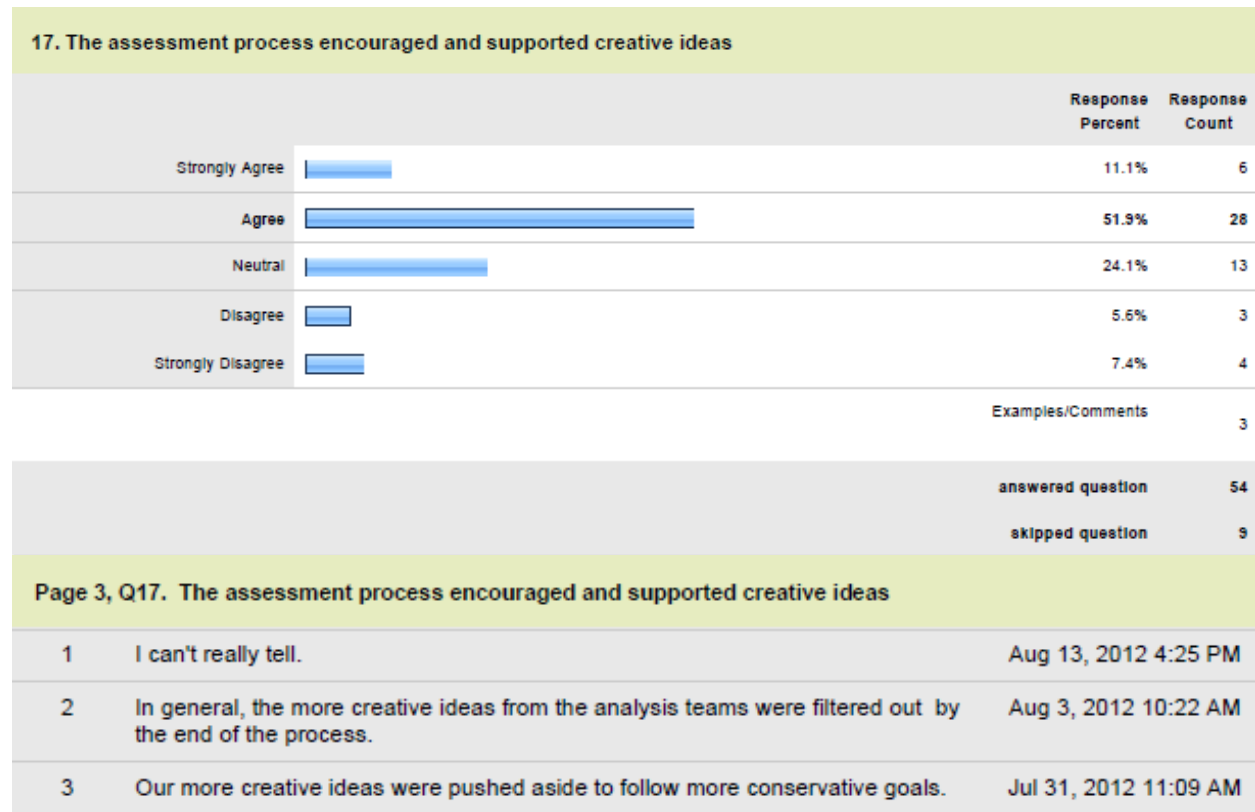 17. The assessment process encouraged and supported creative ideas
Response Percent
Response Count
Strongly Agree 11.1% 6
Agree 51.9% 28
Neutral 24.1% 13
Disagree 5.6% 3
Strongly Disagree 7.4% 4
Examples/Comments 3
answered question 54
skipped question 9
Page 3, Q17. The assessment process encouraged and supported creative ideas
1 I can't really tell. Aug 13, 2012 4:25 PM
2 In general, the more creative ideas from the analysis teams were filtered out by Aug 3, 2012 10:22 AM
the end of the process.
3 Our more creative ideas were pushed aside to follow more conservative goals. Jul 31, 2012 11:09 AM